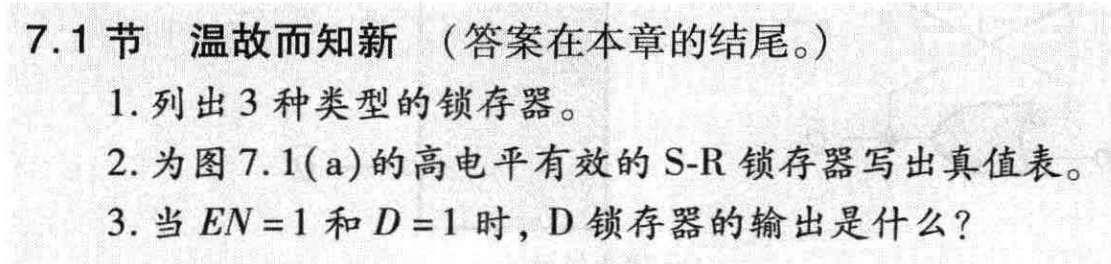 7.1 节 温故而知新 （答案在本章的结尾。）
1. 列出 3 种类型的锁存器。
2. 为图 7.1(a)的高电平有效的 S-R 锁存器写出真值表。
3. 当 EN = 1 和 D = 1 时，D 锁存器的输出是什么？